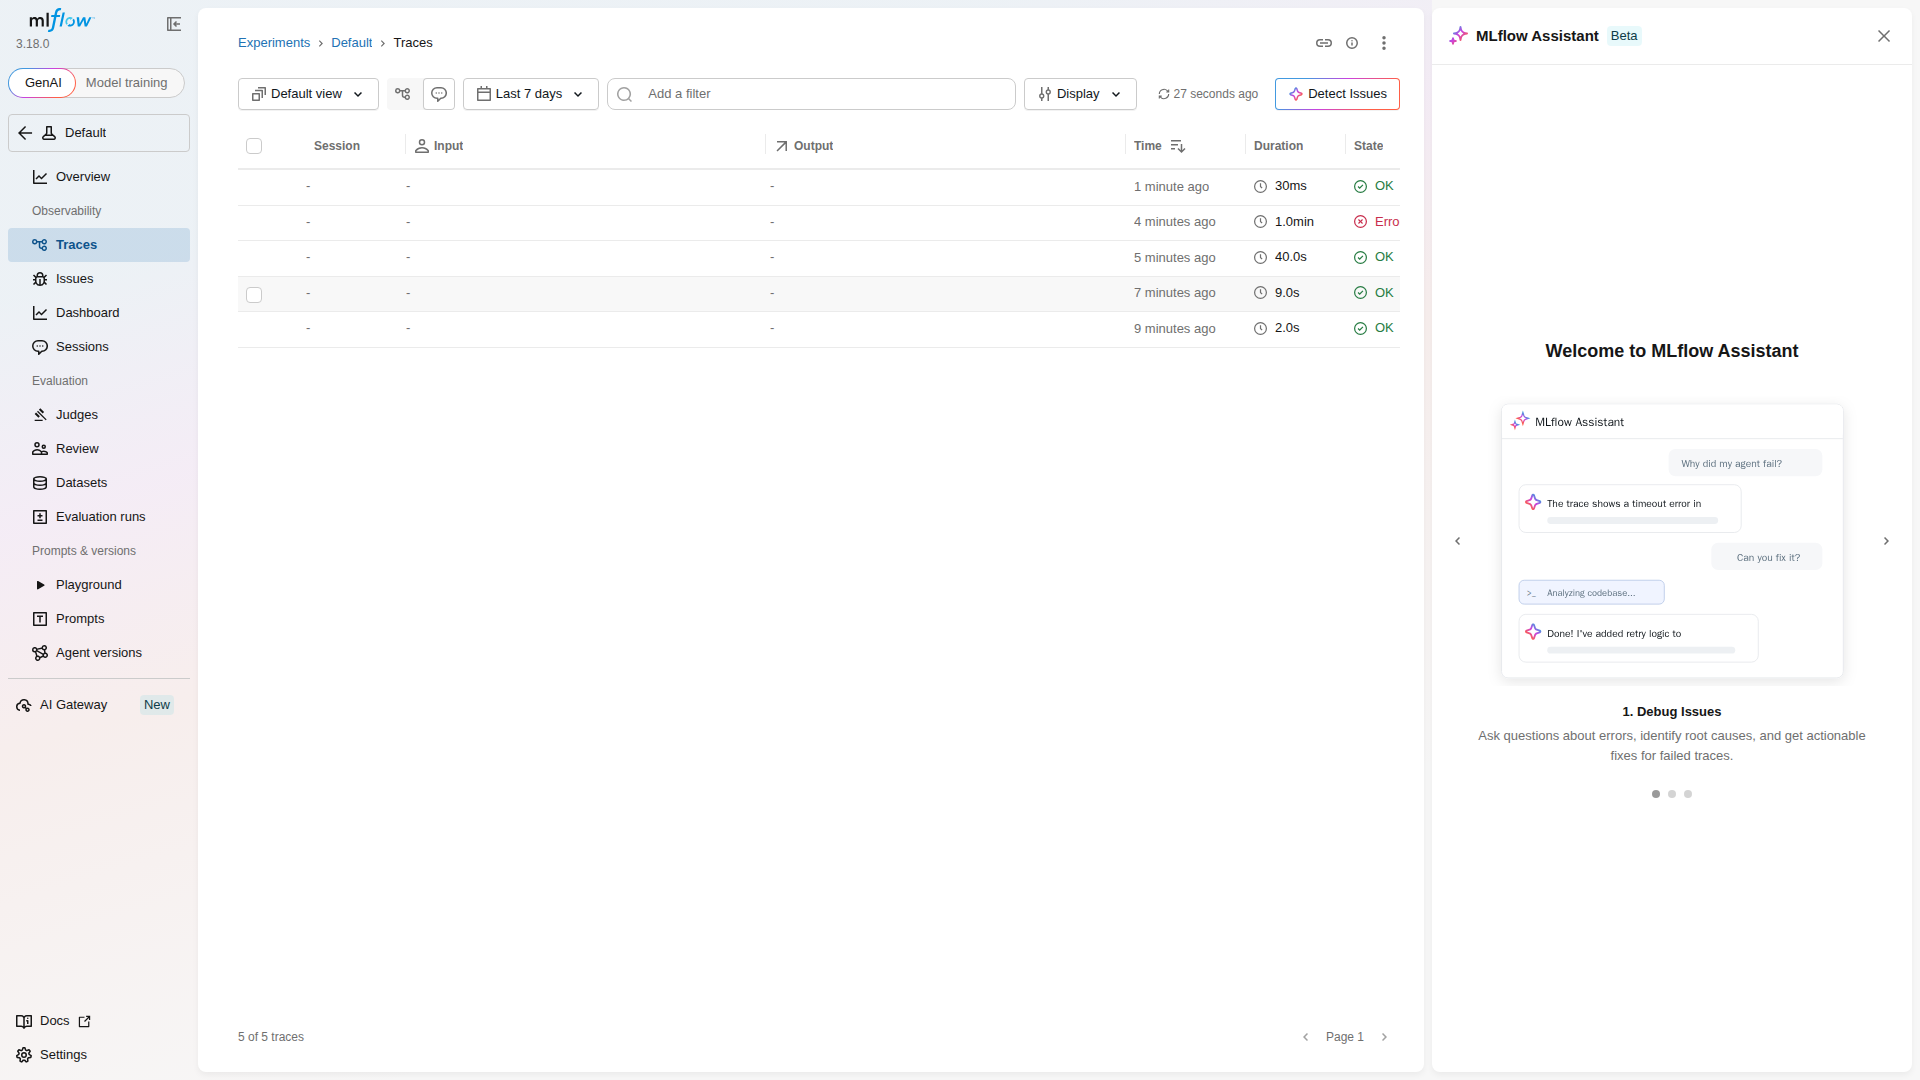 mlflow
3.18.0
GenAI Model training
Default
Overview
Observability
Traces
Issues
Dashboard
Sessions
Evaluation
Judges
Review
Datasets
Evaluation runs
Prompts & versions
Playground
Prompts
Agent versions
AI Gateway New
Docs
Settings
Experiments › Default › Traces
Default view Last 7 days Add a filter Display 27 seconds ago Detect Issues
Session Input Output Time Duration State
- - - 1 minute ago 30ms OK
- - - 4 minutes ago 1.0min Erro
- - - 5 minutes ago 40.0s OK
- - - 7 minutes ago 9.0s OK
- - - 9 minutes ago 2.0s OK
5 of 5 traces
Page 1
MLflow Assistant Beta
Welcome to MLflow Assistant
MLflow Assistant
Why did my agent fail?
The trace shows a timeout error in
Can you fix it?
>_ Analyzing codebase...
Done! I've added retry logic to
1. Debug Issues
Ask questions about errors, identify root causes, and get actionable
fixes for failed traces.